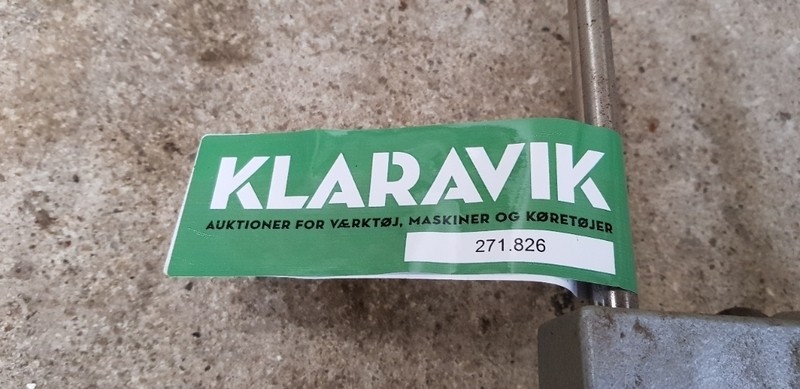 KLARAVIK
AUKTIONER FOR VÆRKTØJ, MASKINER OG KØRETØJER
271.826